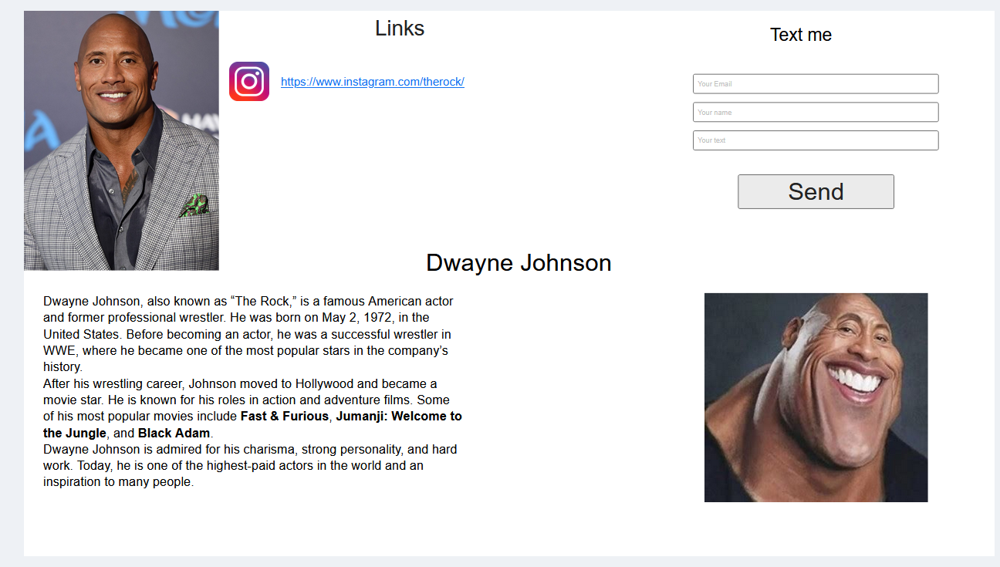 Links
https://www.instagram.com/therock/
Text me
Your Email
Your name
Your text
Send
Dwayne Johnson
Dwayne Johnson, also known as “The Rock,” is a famous American actor
and former professional wrestler. He was born on May 2, 1972, in the
United States. Before becoming an actor, he was a successful wrestler in
WWE, where he became one of the most popular stars in the company’s
history.
After his wrestling career, Johnson moved to Hollywood and became a
movie star. He is known for his roles in action and adventure films. Some
of his most popular movies include Fast & Furious, Jumanji: Welcome to
the Jungle, and Black Adam.
Dwayne Johnson is admired for his charisma, strong personality, and hard
work. Today, he is one of the highest-paid actors in the world and an
inspiration to many people.